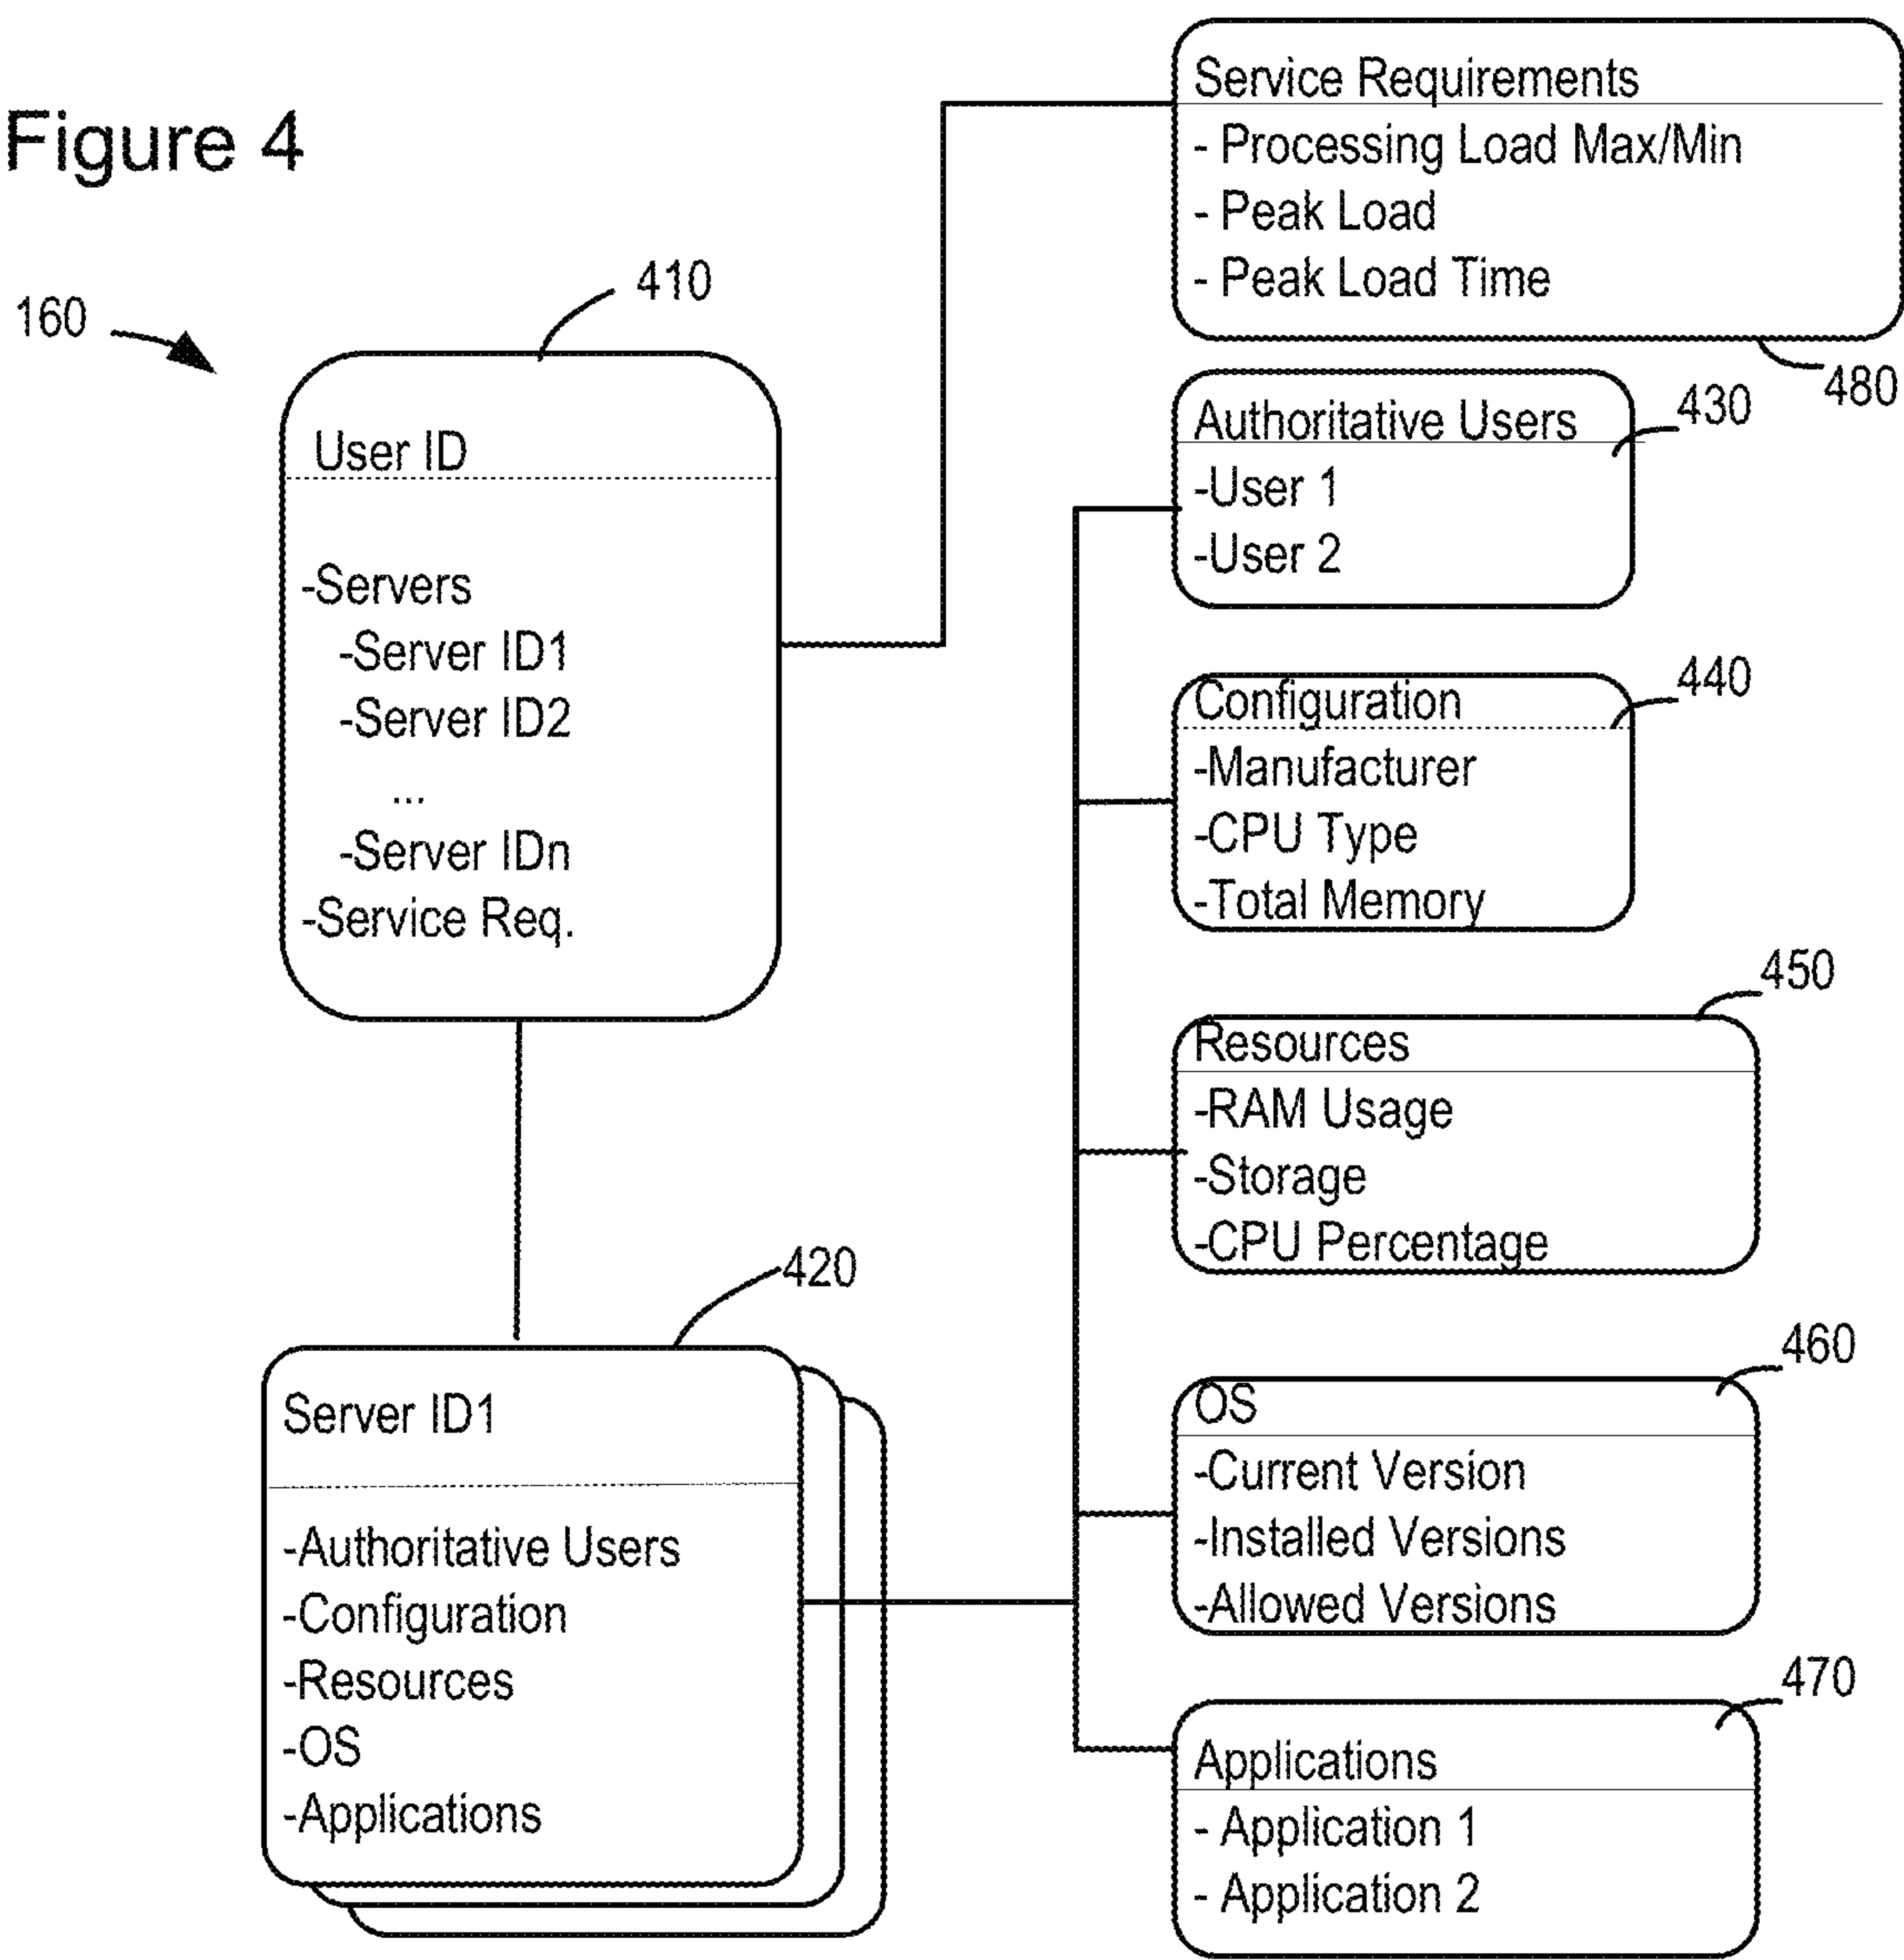 Figure 4
160
410
User ID
-Servers
-Server ID1
-Server ID2
...
-Server IDn
-Service Req.
420
Server ID1
-Authoritative Users
-Configuration
-Resources
-OS
-Applications
Service Requirements
- Processing Load Max/Min
- Peak Load
- Peak Load Time
480
Authoritative Users
430
-User 1
-User 2
Configuration
440
-Manufacturer
-CPU Type
-Total Memory
450
Resources
-RAM Usage
-Storage
-CPU Percentage
460
OS
-Current Version
-Installed Versions
-Allowed Versions
470
Applications
- Application 1
- Application 2